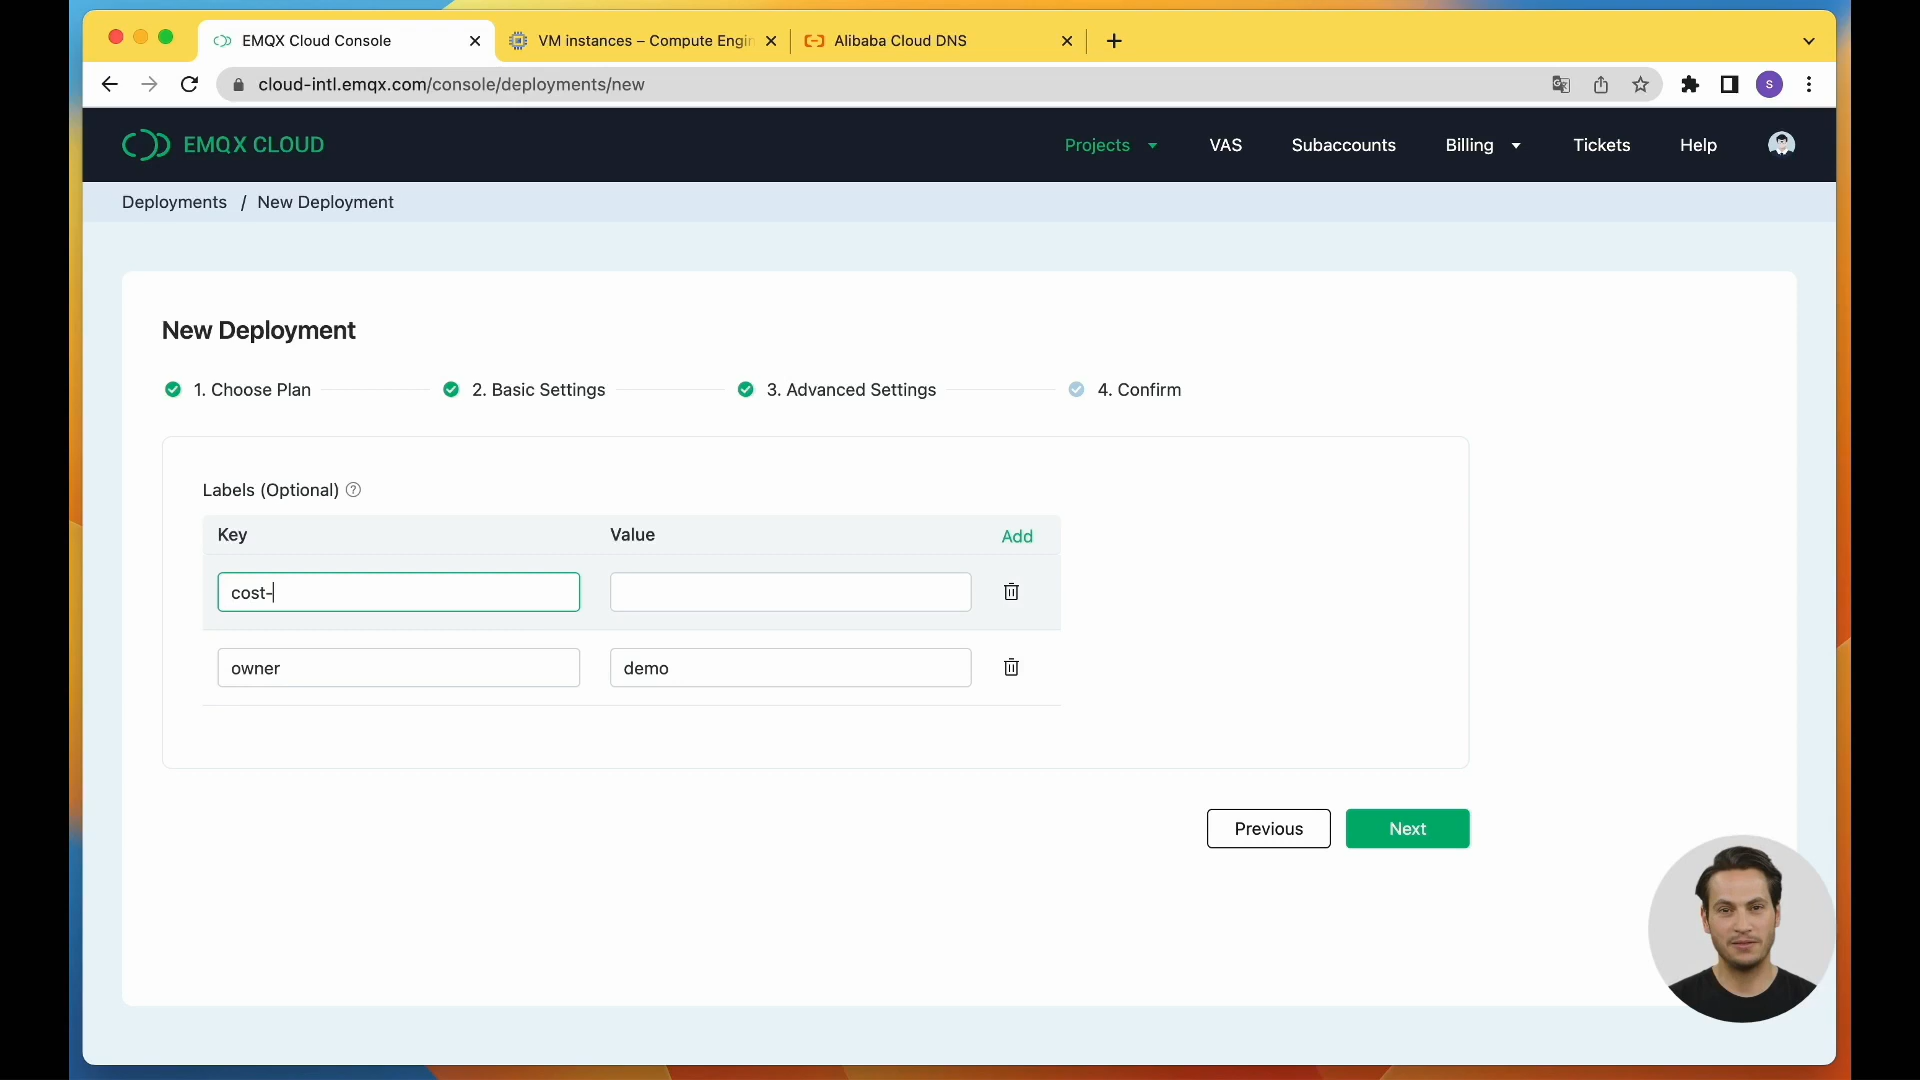 EMQX Cloud Console
VM instances – Compute Engin
Alibaba Cloud DNS
cloud-intl.emqx.com/console/deployments/new
S
EMQX CLOUD
Projects
VAS
Subaccounts
Billing
Tickets
Help
Deployments / New Deployment
New Deployment
1. Choose Plan
2. Basic Settings
3. Advanced Settings
4. Confirm
Labels (Optional) ?
Key
Value
Add
cost-
owner
demo
Previous
Next